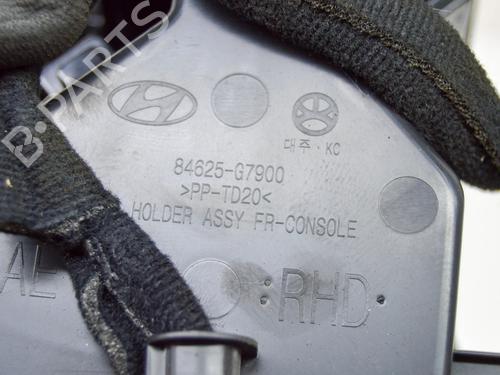 B-PARTS
대주 · KC
84625-G7900
>PP-TD20<
HOLDER ASSY FR-CONSOLE
AE
:RHD·